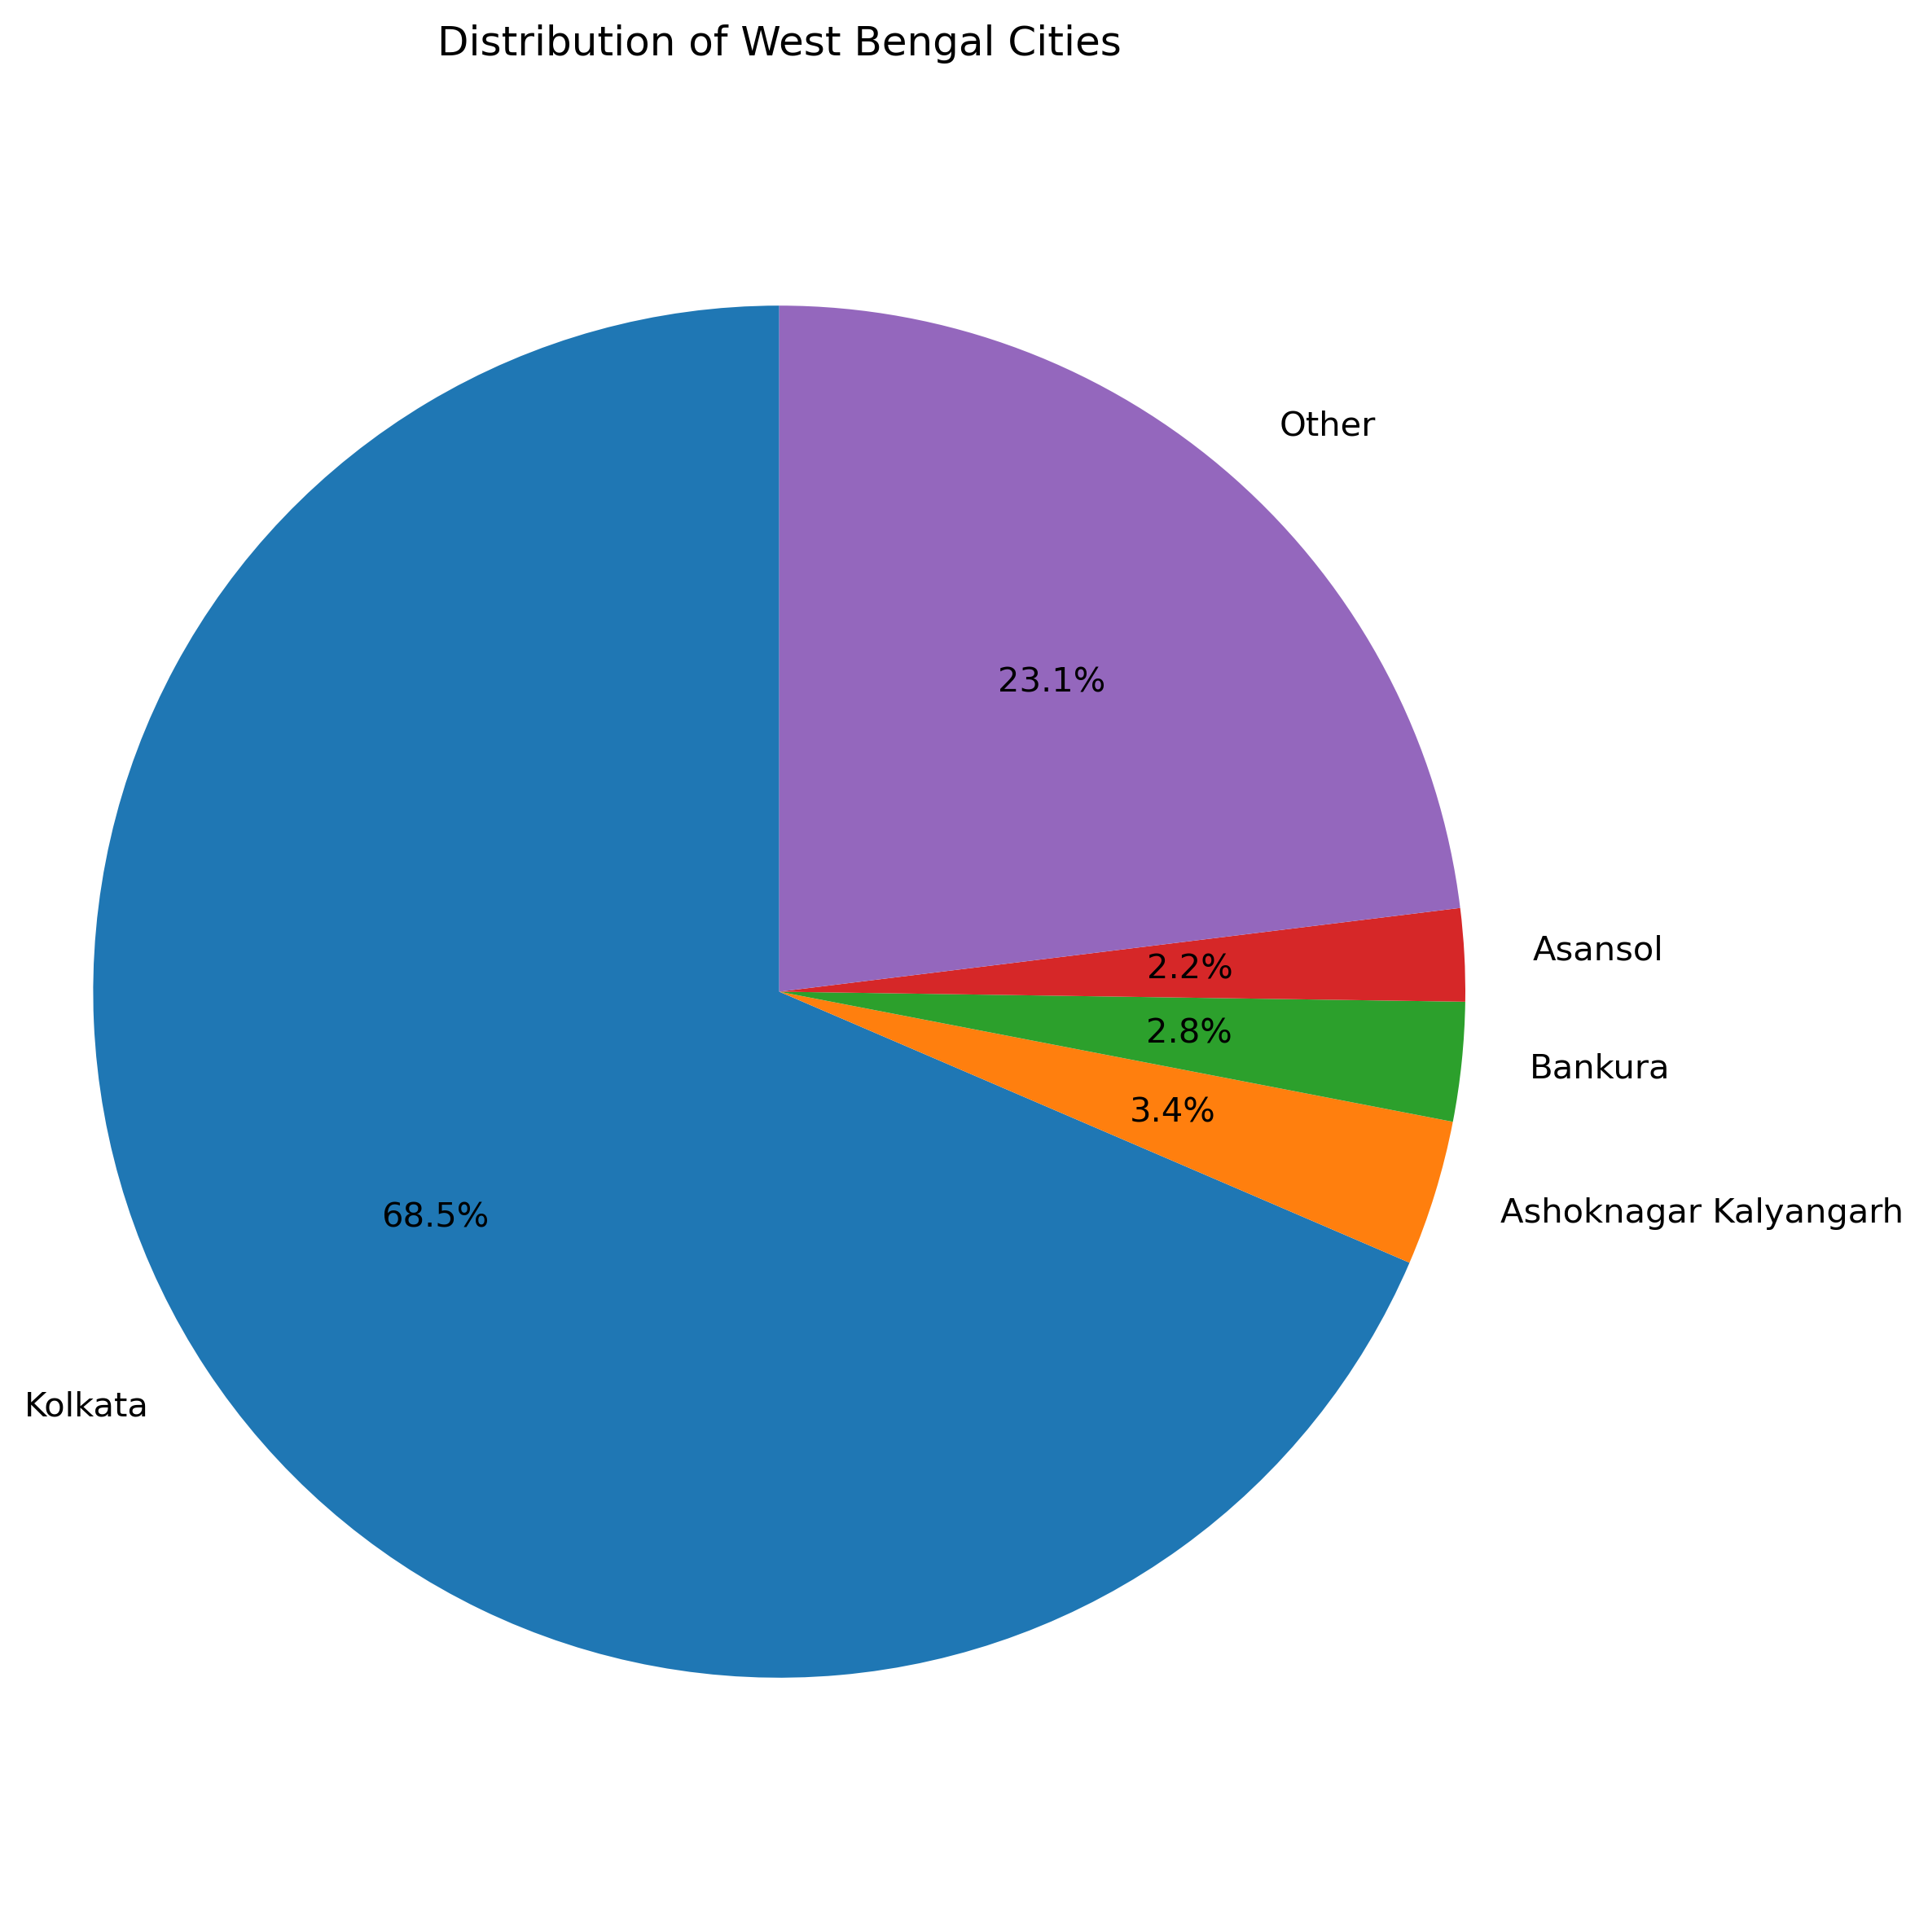 Distribution of West Bengal Cities
Other
23.1%
Asansol
2.2%
Bankura
2.8%
3.4%
Ashoknagar Kalyangarh
68.5%
Kolkata